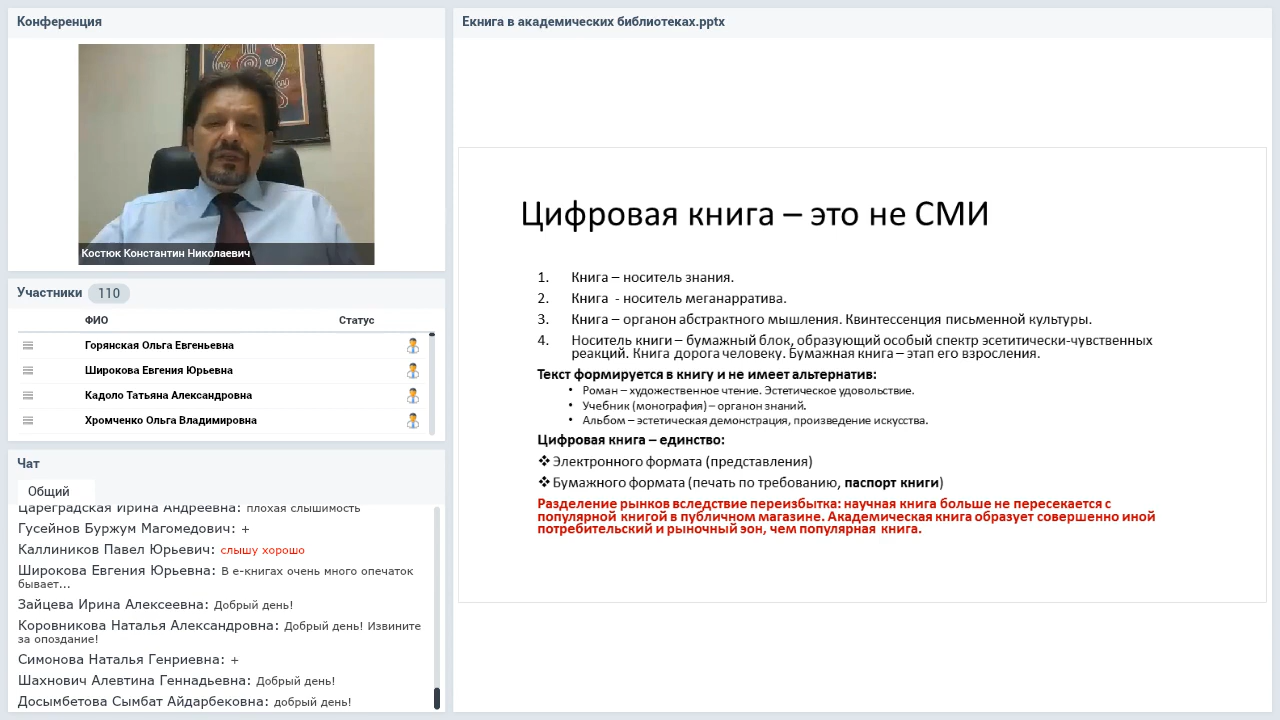 Конференция
Костюк Константин Николаевич
Участники 110
ФИО Статус
Горянская Ольга Евгеньевна
Широкова Евгения Юрьевна
Кадоло Татьяна Александровна
Хромченко Ольга Владимировна
Чат
Общий
Цареградская Ирина Андреевна: плохая слышимость
Гусейнов Буржум Магомедович: +
Каллиников Павел Юрьевич: слышу хорошо
Широкова Евгения Юрьевна: В е-книгах очень много опечаток
бывает...
Зайцева Ирина Алексеевна: Добрый день!
Коровникова Наталья Александровна: Добрый день! Извините
за опоздание!
Симонова Наталья Генриевна: +
Шахнович Алевтина Геннадьевна: Добрый день!
Досымбетова Сымбат Айдарбековна: добрый день!
Екнига в академических библиотеках.pptx
Цифровая книга – это не СМИ
1. Книга – носитель знания.
2. Книга - носитель меганарратива.
3. Книга – органон абстрактного мышления. Квинтессенция письменной культуры.
4. Носитель книги – бумажный блок, образующий особый спектр эсетитически-чувственных
реакций. Книга дорога человеку. Бумажная книга – этап его взросления.
Текст формируется в книгу и не имеет альтернатив:
• Роман – художественное чтение. Эстетическое удовольствие.
• Учебник (монография) – органон знаний.
• Альбом – эстетическая демонстрация, произведение искусства.
Цифровая книга – единство:
❖ Электронного формата (представления)
❖ Бумажного формата (печать по требованию, паспорт книги)
Разделение рынков вследствие переизбытка: научная книга больше не пересекается с
популярной книгой в публичном магазине. Академическая книга образует совершенно иной
потребительский и рыночный эон, чем популярная книга.